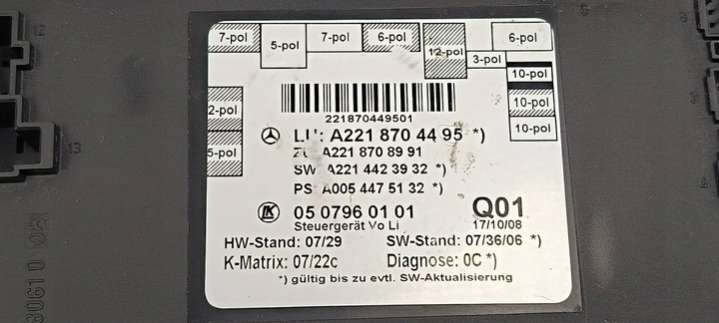 7-pol 5-pol 7-pol 6-pol 12-pol 3-pol 6-pol
10-pol
2-pol 10-pol
10-pol
5-pol
221870449501
A221 870 44 95 *)
A221 870 89 91
SW: A221 442 39 32 *)
PS: A005 447 51 32 *)
LK 05 0796 01 01 Q01
Steuergerät Vo Li 17/10/08
HW-Stand: 07/29 SW-Stand: 07/36/06 *)
K-Matrix: 07/22c Diagnose: 0C *)
*) gültig bis zu evtl. SW-Aktualisierung
12
13